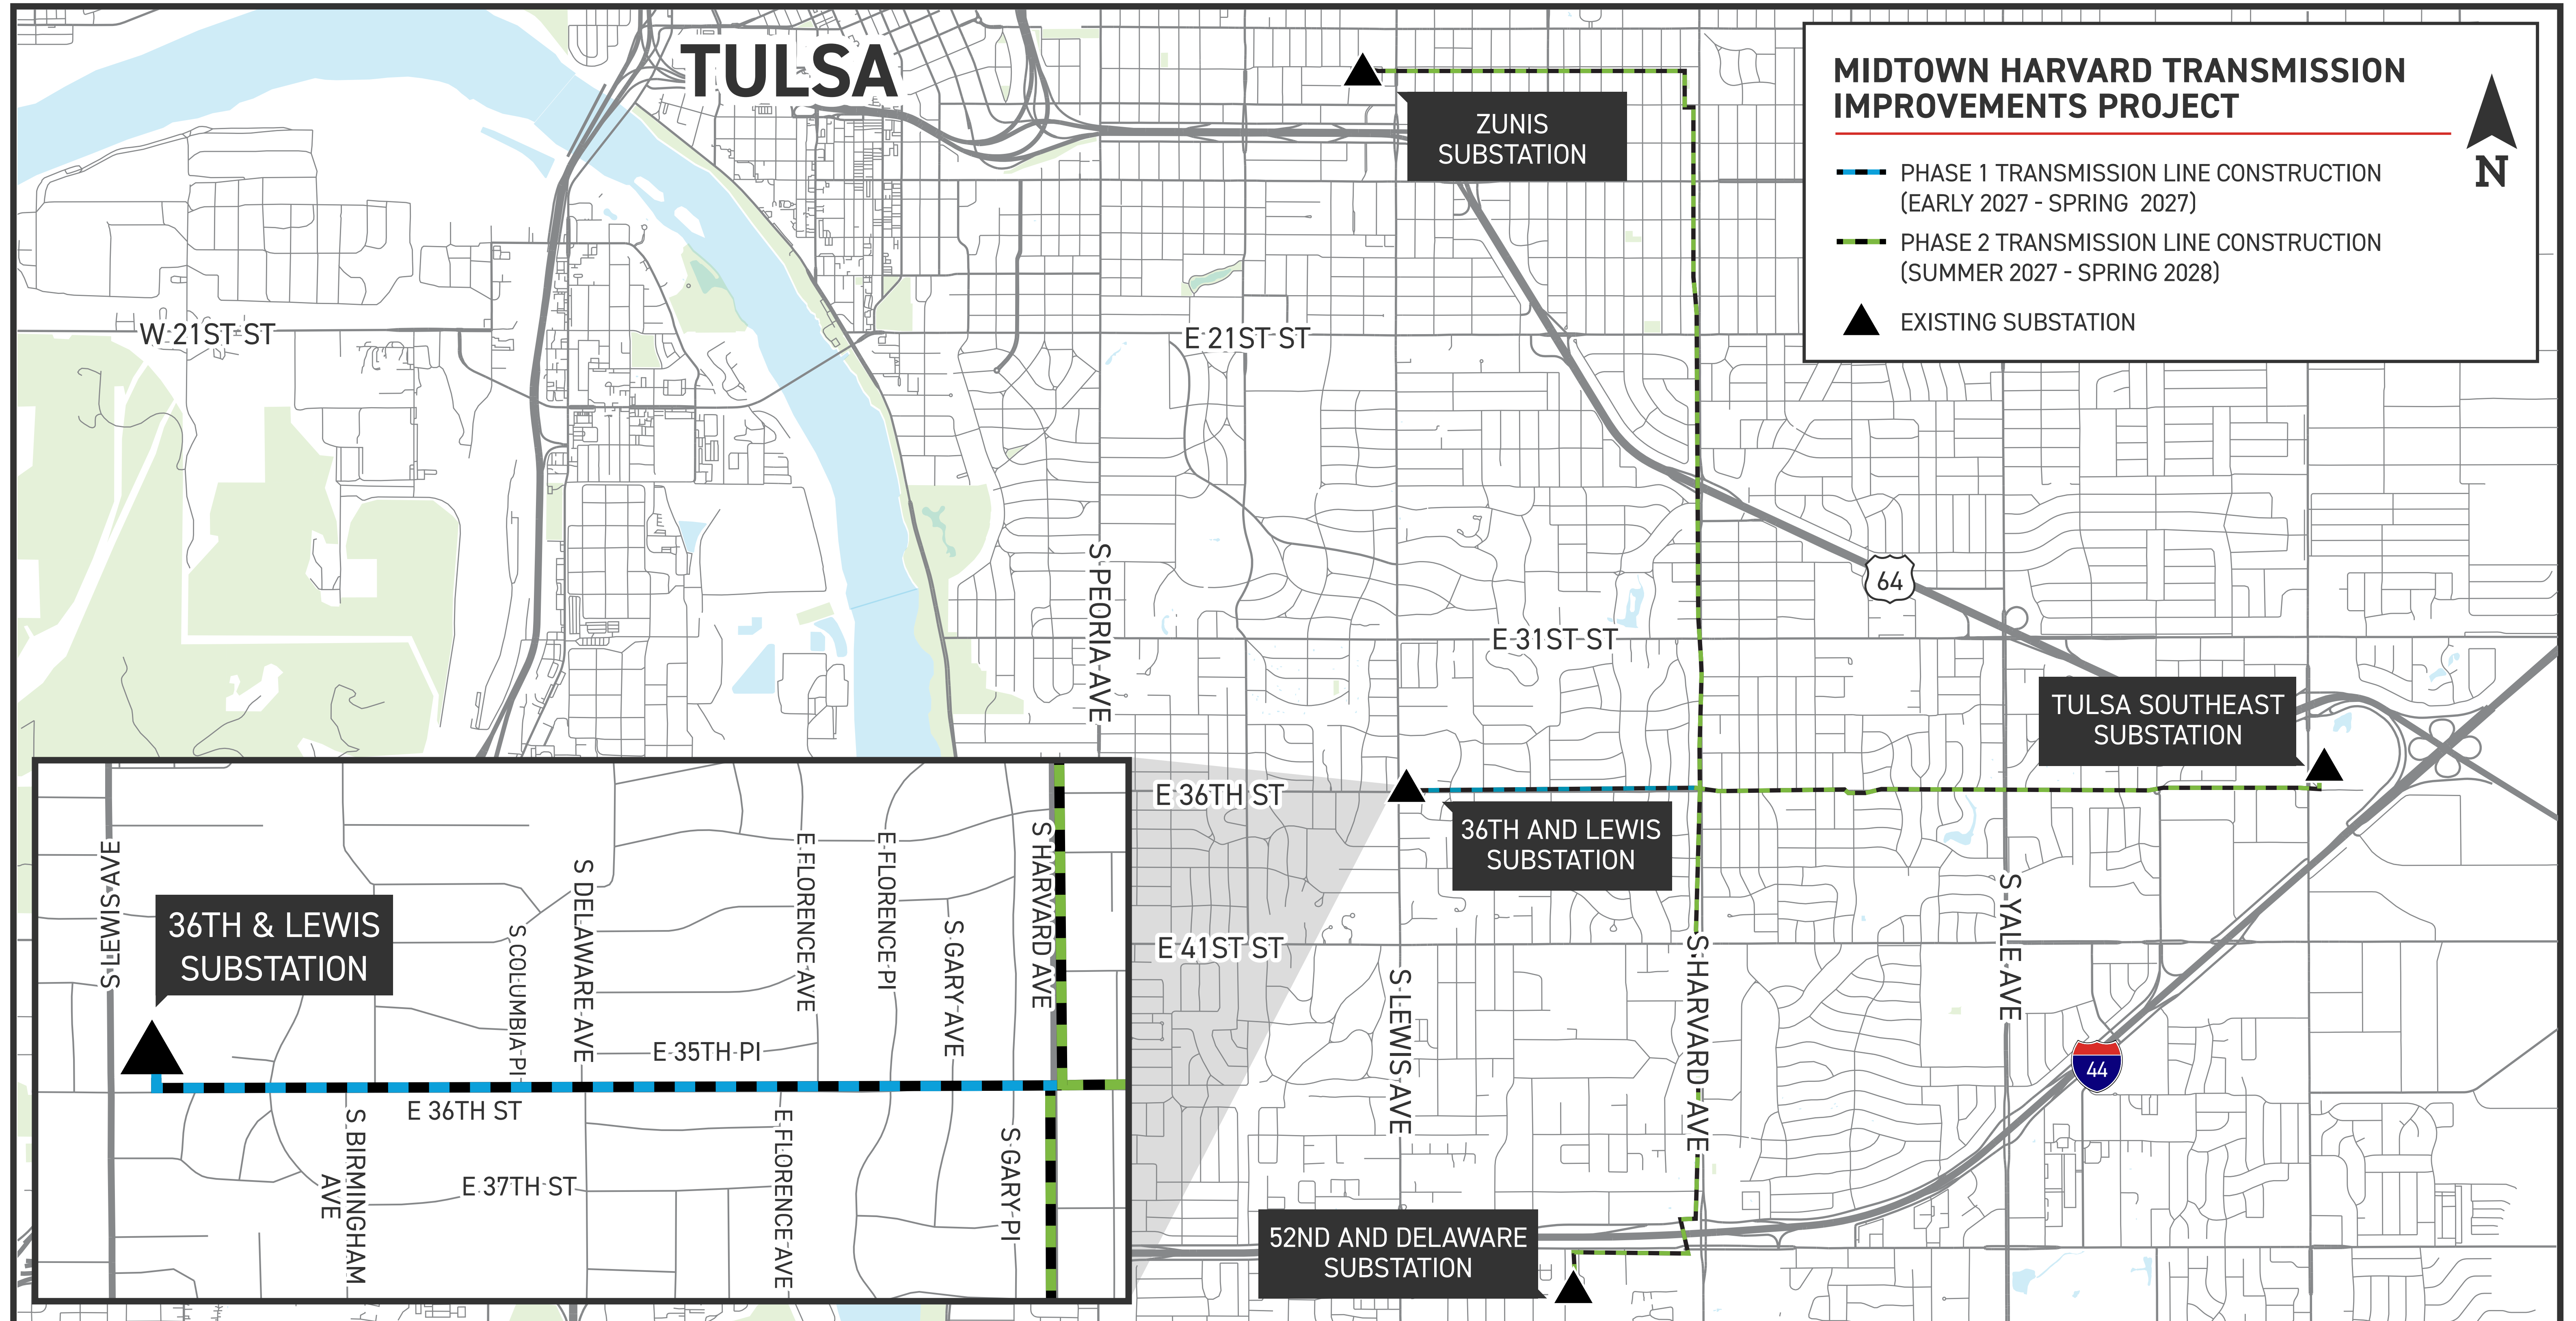 TULSA
ZUNIS
SUBSTATION
MIDTOWN HARVARD TRANSMISSION
IMPROVEMENTS PROJECT
N
PHASE 1 TRANSMISSION LINE CONSTRUCTION
(EARLY 2027 - SPRING 2027)
PHASE 2 TRANSMISSION LINE CONSTRUCTION
(SUMMER 2027 - SPRING 2028)
EXISTING SUBSTATION
W 21ST ST
E 21ST ST
S PEORIA AVE
64
E 31ST ST
TULSA SOUTHEAST
SUBSTATION
E 36TH ST
36TH AND LEWIS
SUBSTATION
E 41ST ST
S LEWIS AVE
S HARVARD AVE
S YALE AVE
44
52ND AND DELAWARE
SUBSTATION
S LEWIS AVE
36TH & LEWIS
SUBSTATION
S COLUMBIA PI
S DELAWARE AVE
E 35TH PI
E FLORENCE AVE
E FLORENCE PI
S GARY AVE
S HARVARD AVE
E 36TH ST
S BIRMINGHAM
AVE
E 37TH ST
E FLORENCE AVE
S GARY PI